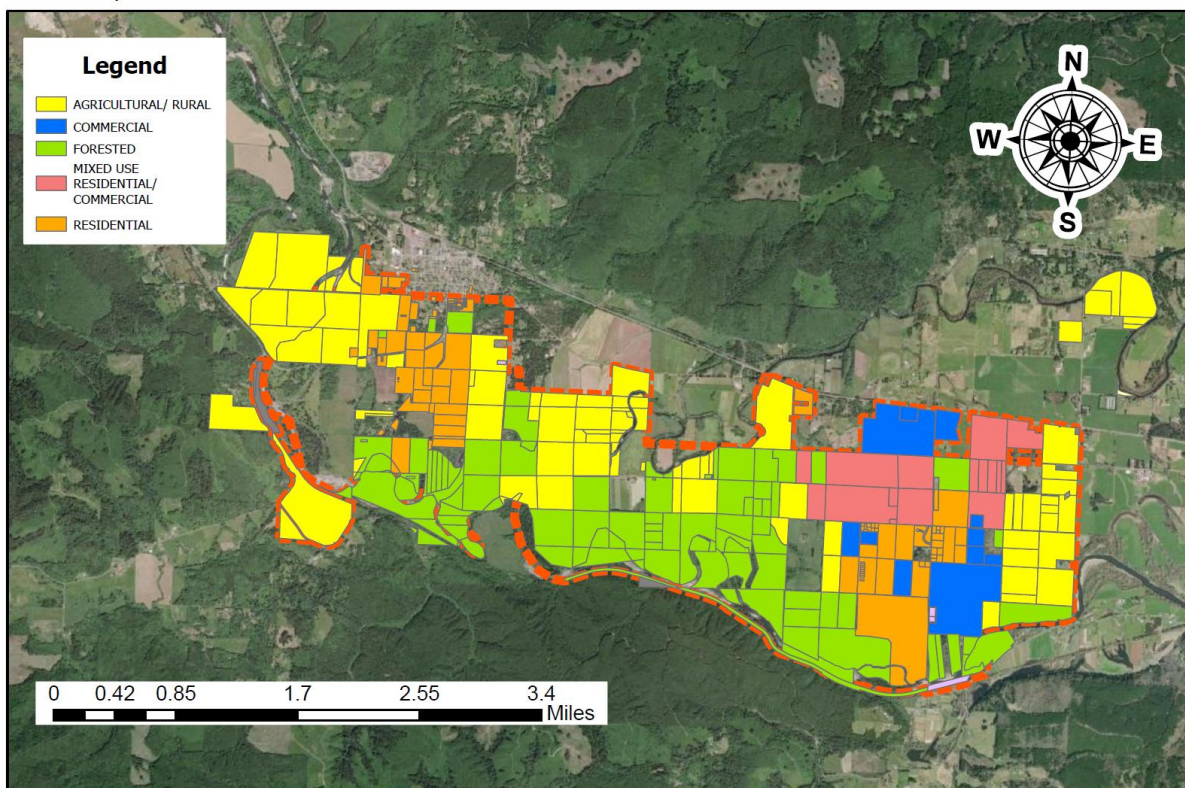 Legend
AGRICULTURAL/ RURAL
COMMERCIAL
FORESTED
MIXED USE
RESIDENTIAL/
COMMERCIAL
RESIDENTIAL
N
W
E
S
0 0.42 0.85 1.7 2.55 3.4
Miles